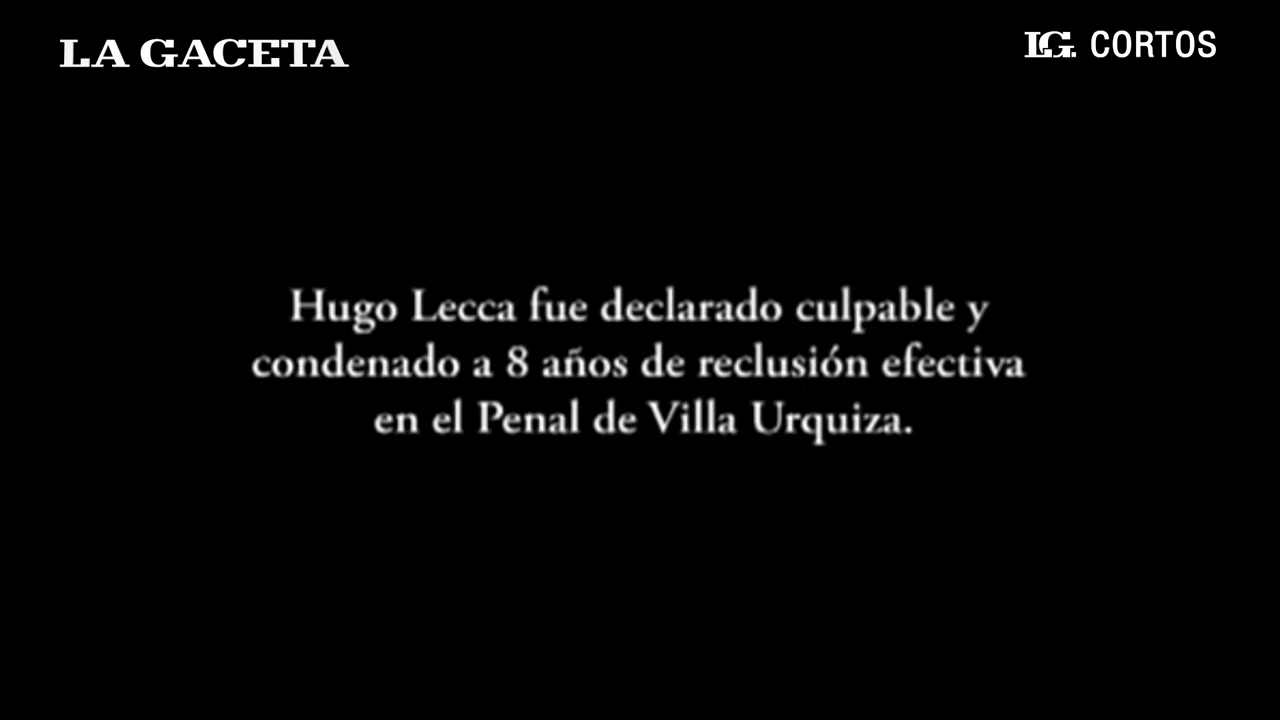 LA GACETA
LG. CORTOS
Hugo Lecca fue declarado culpable y
condenado a 8 años de reclusión efectiva
en el Penal de Villa Urquiza.